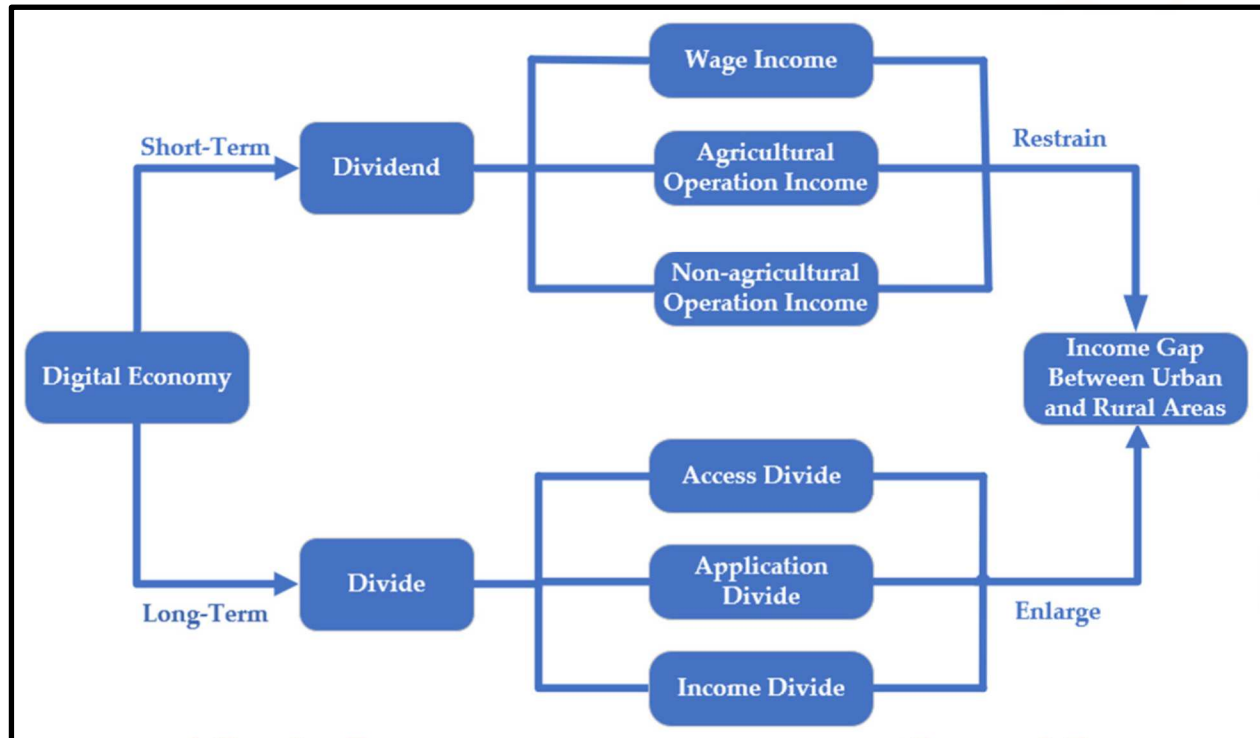 Wage Income
Short-Term
Dividend
Agricultural
Operation Income
Restrain
Non-agricultural
Operation Income
Digital Economy
Income Gap
Between Urban
and Rural Areas
Access Divide
Long-Term
Divide
Application
Divide
Enlarge
Income Divide